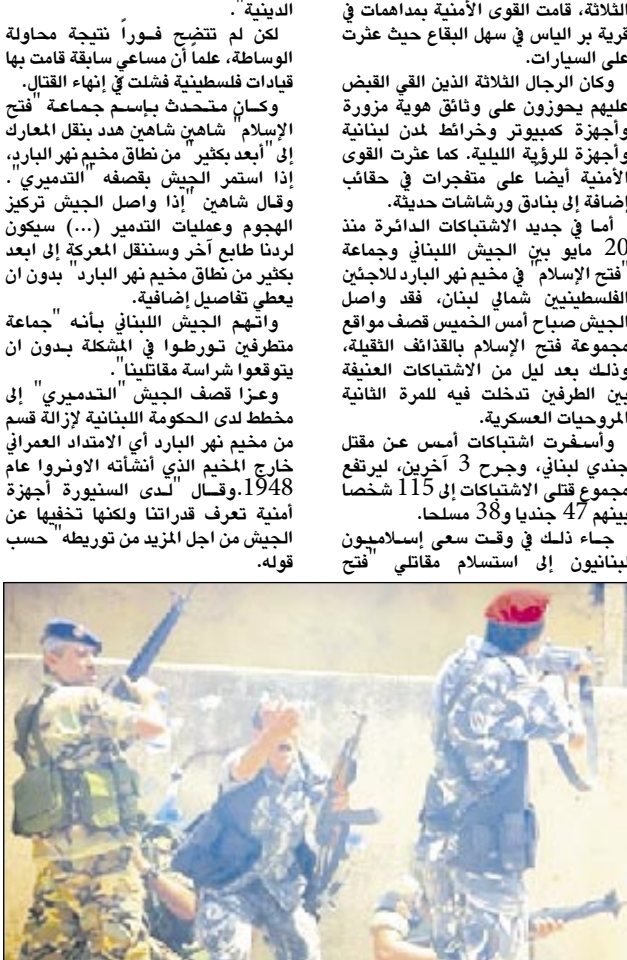 الثلاثة، قامت القوى الأمنية بمداهمات في
قرية بر الياس في سهل البقاع حيث عثرت
على السيارات.
وكان الرجال الثلاثة الذين القي القبض
عليهم يحوزون على وثائق هوية مزورة
وأجهزة كمبيوتر وخرائط لمدن لبنانية
وأجهزة للرؤية الليلية. كما عثرت القوى
الأمنية أيضاً على متفجرات في حقائب
إضافة إلى بنادق ورشاشات حديثة.
أما في جديد الاشتباكات الدائرة منذ
20 مايو بين الجيش اللبناني وجماعة
"فتح الإسلام" في مخيم نهر البارد للاجئين
الفلسطينيين شمالي لبنان، فقد واصل
الجيش صباح أمس الخميس قصف مواقع
مجموعة فتح الإسلام بالقذائف الثقيلة،
وذلك بعد ليل من الاشتباكات العنيفة
بين الطرفين تدخلت فيه للمرة الثانية
المروحيات العسكرية.
وأسفرت اشتباكات أمس عن مقتل
جندي لبناني، وجرح 3 آخرين، ليرتفع
مجموع قتلى الاشتباكات إلى 115 شخصا
بينهم 47 جنديا و38 مسلحا.
جاء ذلك في وقت سعى إسلاميون
لبنانيون إلى استسلام مقاتلي "فتح
الدينية".
لكن لم تتضح فوراً نتيجة محاولة
الوساطة، علماً أن مساعي سابقة قامت بها
قيادات فلسطينية فشلت في إنهاء القتال.
وكان متحدث بإسم جماعة "فتح
الإسلام" شاهين شاهين هدد بنقل المعارك
إلى "أبعد بكثير" من نطاق مخيم نهر البارد،
إذا استمر الجيش بقصفه "التدميري".
وقال شاهين "إذا واصل الجيش تركيز
الهجوم وعمليات التدمير (...) سيكون
لردنا طابع آخر وسننقل المعركة إلى ابعد
بكثير من نطاق مخيم نهر البارد" بدون ان
يعطي تفاصيل إضافية.
واتهم الجيش اللبناني بأنه "جماعة
متطرفين تورطوا في المشكلة بدون ان
يتوقعوا شراسة مقاتلينا".
وعزا قصف الجيش "التدميري" إلى
مخطط لدى الحكومة اللبنانية لإزالة قسم
من مخيم نهر البارد أي الامتداد العمراني
خارج المخيم الذي أنشأته الاونروا عام
1948.وقال "لدى السنيورة أجهزة
أمنية تعرف قدراتنا ولكنها تخفيها عن
الجيش من اجل المزيد من توريطه" حسب
قوله.